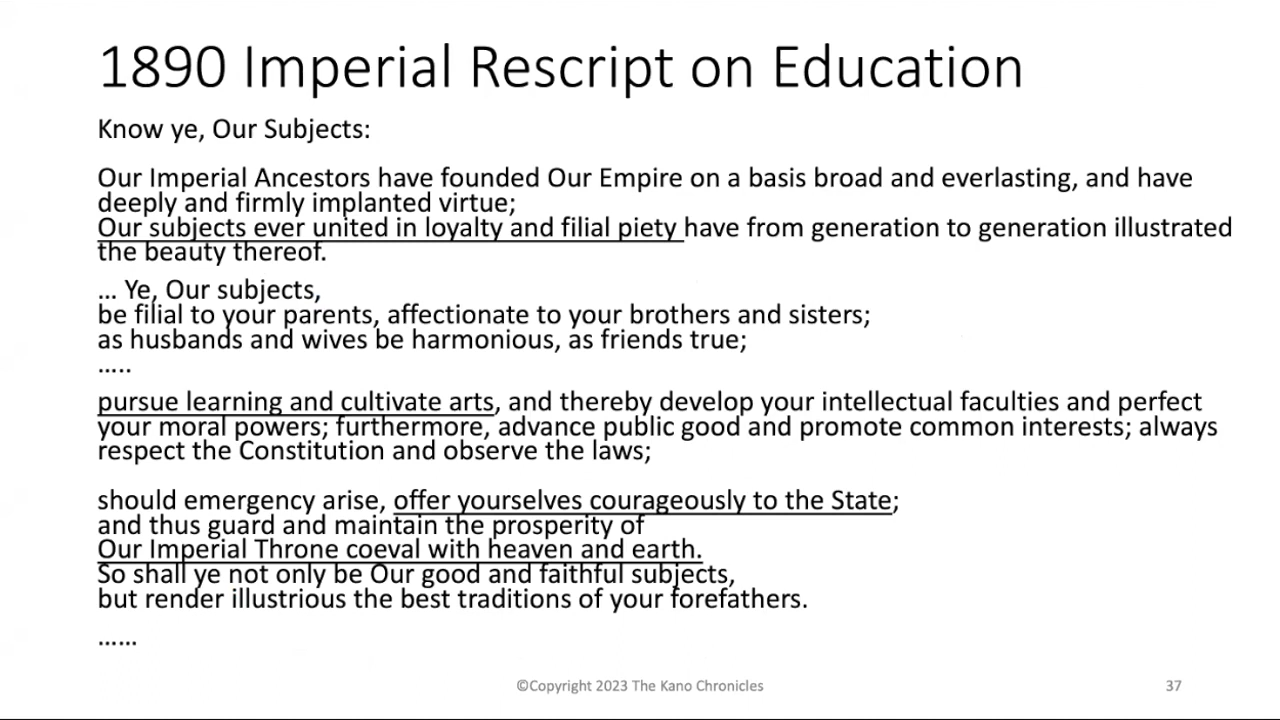 1890 Imperial Rescript on Education
Know ye, Our Subjects:
Our Imperial Ancestors have founded Our Empire on a basis broad and everlasting, and have
deeply and firmly implanted virtue;
Our subjects ever united in loyalty and filial piety have from generation to generation illustrated
the beauty thereof.
... Ye, Our subjects,
be filial to your parents, affectionate to your brothers and sisters;
as husbands and wives be harmonious, as friends true;
.....
pursue learning and cultivate arts, and thereby develop your intellectual faculties and perfect
your moral powers; furthermore, advance public good and promote common interests; always
respect the Constitution and observe the laws;
should emergency arise, offer yourselves courageously to the State;
and thus guard and maintain the prosperity of
Our Imperial Throne coeval with heaven and earth.
So shall ye not only be Our good and faithful subjects,
but render illustrious the best traditions of your forefathers.
......
©Copyright 2023 The Kano Chronicles
37